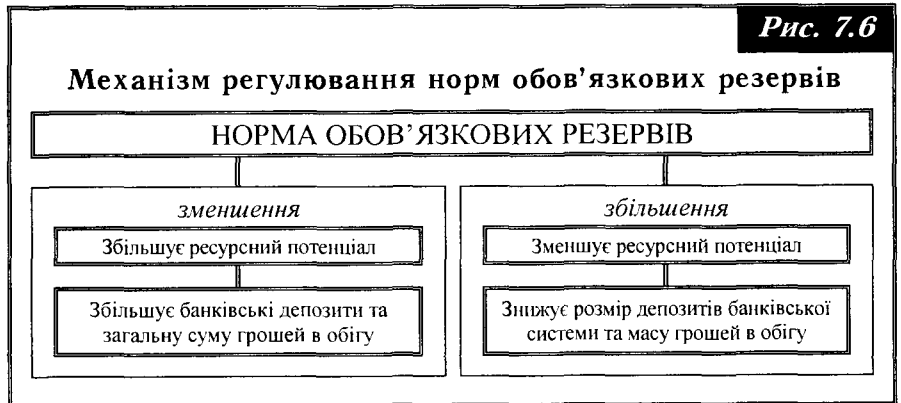 Рис. 7.6
Механізм регулювання норм обов'язкових резервів
НОРМА ОБОВ'ЯЗКОВИХ РЕЗЕРВІВ
зменшення
Збільшує ресурсний потенціал
Збільшує банківські депозити та
загальну суму грошей в обігу
збільшення
Зменшує ресурсний потенціал
Знижує розмір депозитів банківської
системи та масу грошей в обігу